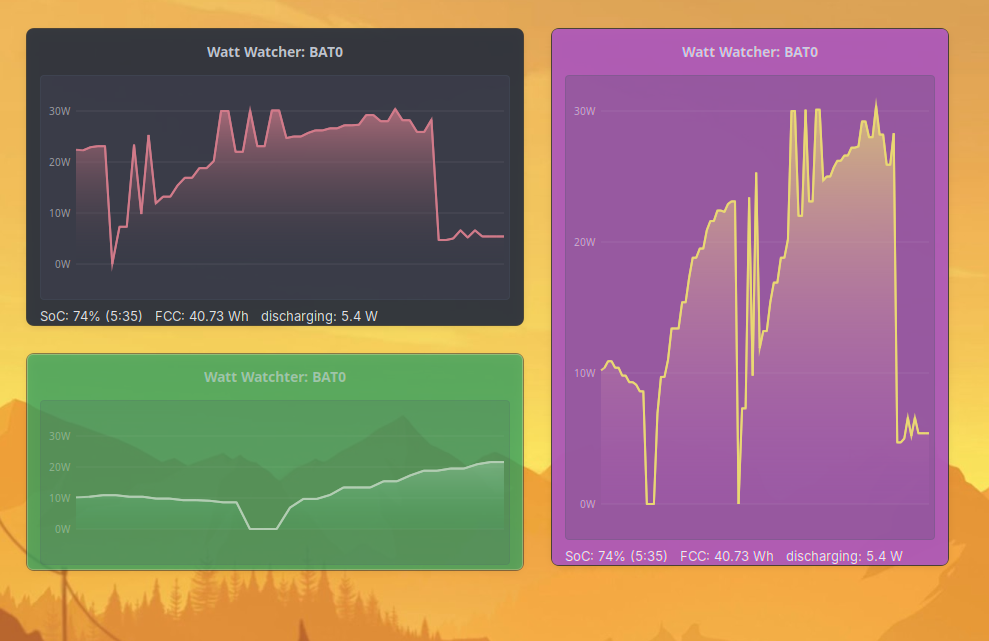 Watt Watcher: BAT0
30W
20W
10W
0W
SoC: 74% (5:35) FCC: 40.73 Wh discharging: 5.4 W
Watt Watchter: BAT0
30W
20W
10W
0W
Watt Watcher: BAT0
30W
20W
10W
0W
SoC: 74% (5:35) FCC: 40.73 Wh discharging: 5.4 W